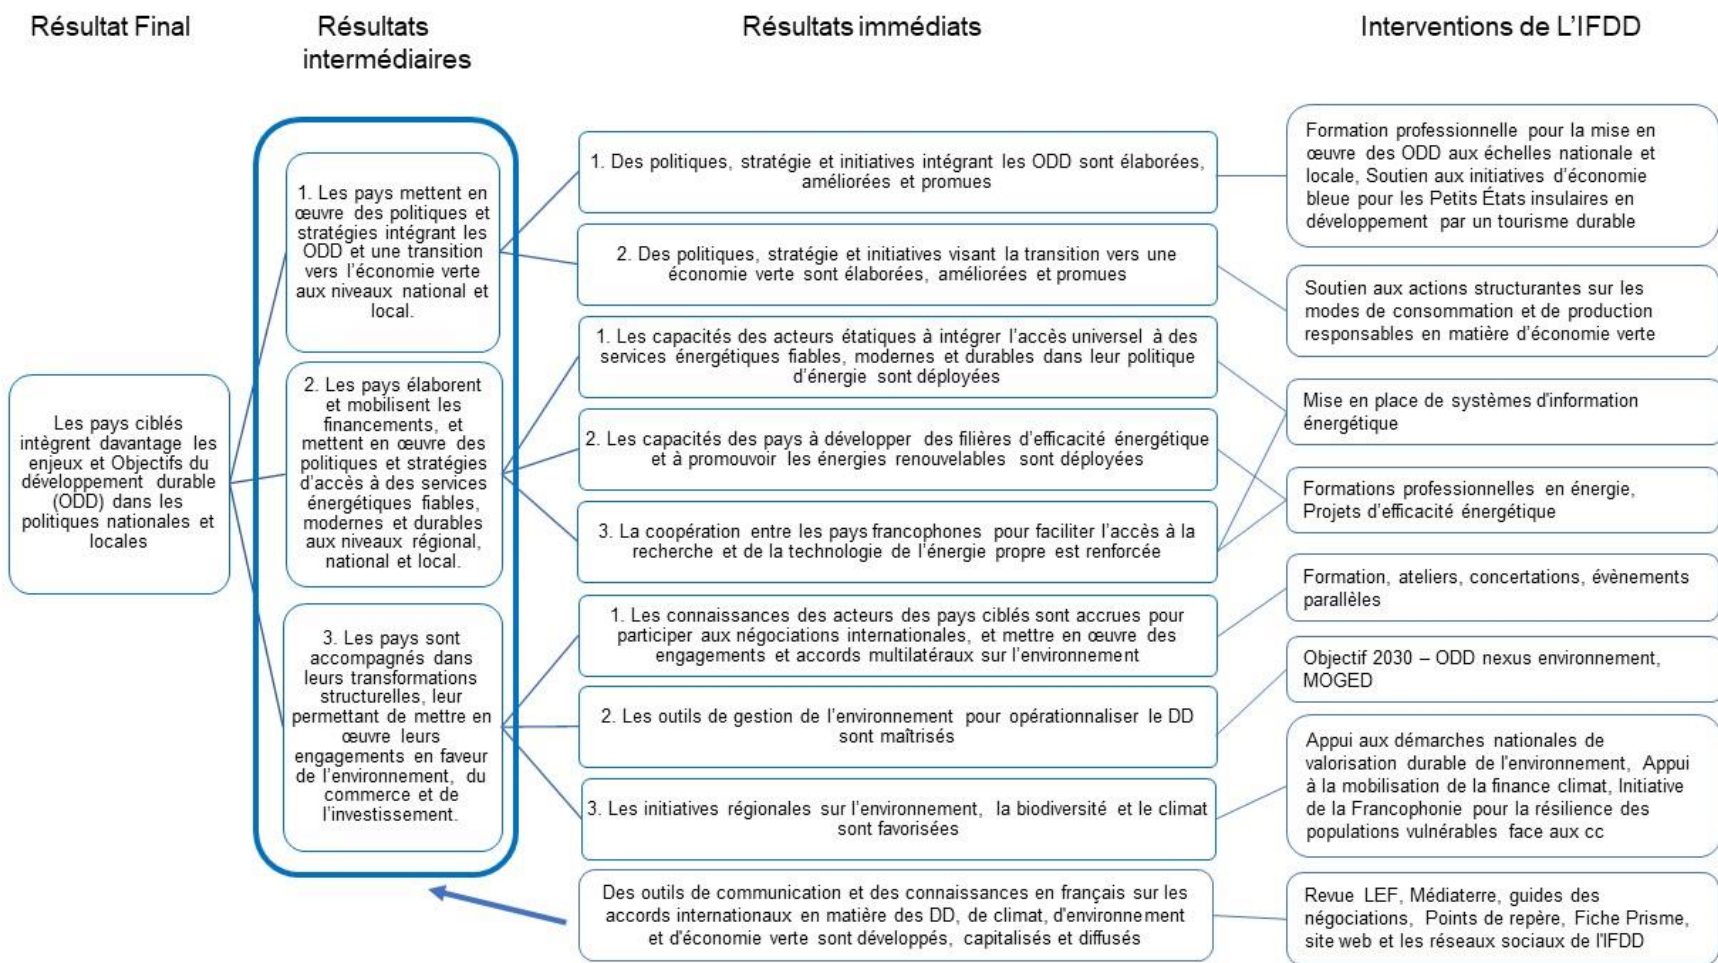 Résultat Final
Résultats
intermédiaires
Résultats immédiats
Interventions de L’IFDD
Les pays ciblés
intègrent davantage les
enjeux et Objectifs du
développement durable
(ODD) dans les
politiques nationales et
locales
1. Les pays mettent en
œuvre des politiques et
stratégies intégrant les
ODD et une transition
vers l’économie verte
aux niveaux national et
local.
2. Les pays élaborent
et mobilisent les
financements, et
mettent en œuvre des
politiques et stratégies
d’accès à des services
énergétiques fiables,
modernes et durables
aux niveaux régional,
national et local.
3. Les pays sont
accompagnés dans
leurs transformations
structurelles, leur
permettant de mettre en
œuvre leurs
engagements en faveur
de l’environnement, du
commerce et de
l’investissement.
1. Des politiques, stratégie et initiatives intégrant les ODD sont élaborées,
améliorées et promues
2. Des politiques, stratégie et initiatives visant la transition vers une
économie verte sont élaborées, améliorées et promues
1. Les capacités des acteurs étatiques à intégrer l’accès universel à des
services énergétiques fiables, modernes et durables dans leur politique
d’énergie sont déployées
2. Les capacités des pays à développer des filières d’efficacité énergétique
et à promouvoir les énergies renouvelables sont déployées
3. La coopération entre les pays francophones pour faciliter l’accès à la
recherche et de la technologie de l’énergie propre est renforcée
1. Les connaissances des acteurs des pays ciblés sont accrues pour
participer aux négociations internationales, et mettre en œuvre des
engagements et accords multilatéraux sur l’environnement
2. Les outils de gestion de l’environnement pour opérationnaliser le DD
sont maîtrisés
3. Les initiatives régionales sur l’environnement, la biodiversité et le climat
sont favorisées
Des outils de communication et des connaissances en français sur les
accords internationaux en matière des DD, de climat, d'environnement
et d'économie verte sont développés, capitalisés et diffusés
Formation professionnelle pour la mise en
œuvre des ODD aux échelles nationale et
locale, Soutien aux initiatives d’économie
bleue pour les Petits États insulaires en
développement par un tourisme durable
Soutien aux actions structurantes sur les
modes de consommation et de production
responsables en matière d’économie verte
Mise en place de systèmes d'information
énergétique
Formations professionnelles en énergie,
Projets d’efficacité énergétique
Formation, ateliers, concertations, évènements
parallèles
Objectif 2030 – ODD nexus environnement,
MOGED
Appui aux démarches nationales de
valorisation durable de l'environnement, Appui
à la mobilisation de la finance climat, Initiative
de la Francophonie pour la résilience des
populations vulnérables face aux cc
Revue LEF, Médiaterre, guides des
négociations, Points de repère, Fiche Prisme,
site web et les réseaux sociaux de l'IFDD